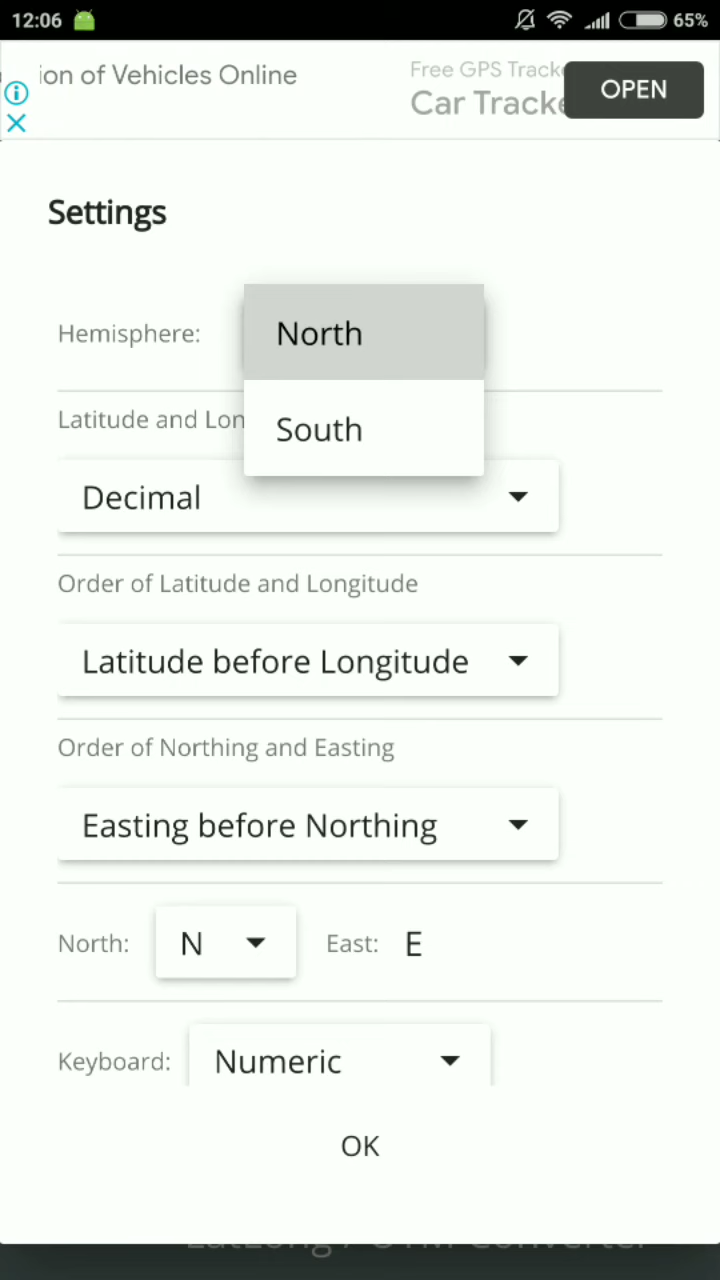 12:06
65%
ion of Vehicles Online
Free GPS Track
Car Tracke
OPEN
Settings
Hemisphere:
North
South
Latitude and Lon
Decimal
Order of Latitude and Longitude
Latitude before Longitude
Order of Northing and Easting
Easting before Northing
North: N East: E
Keyboard: Numeric
OK